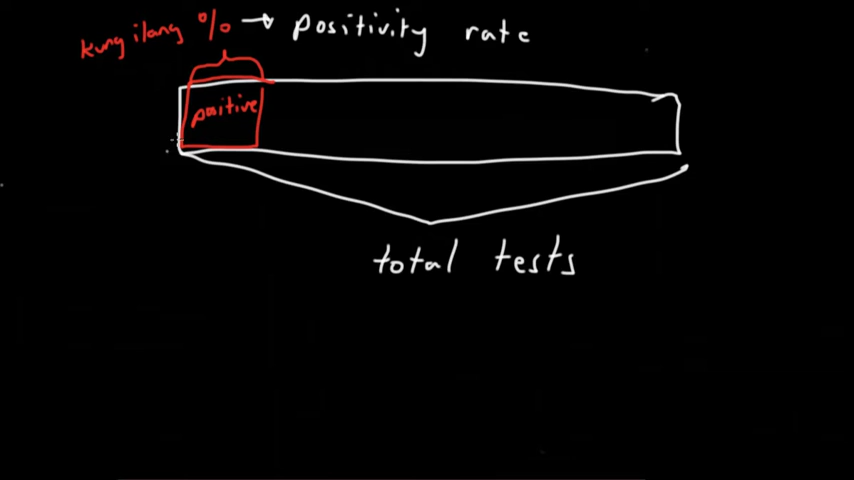 kung ilang % → positivity rate
positive
total tests